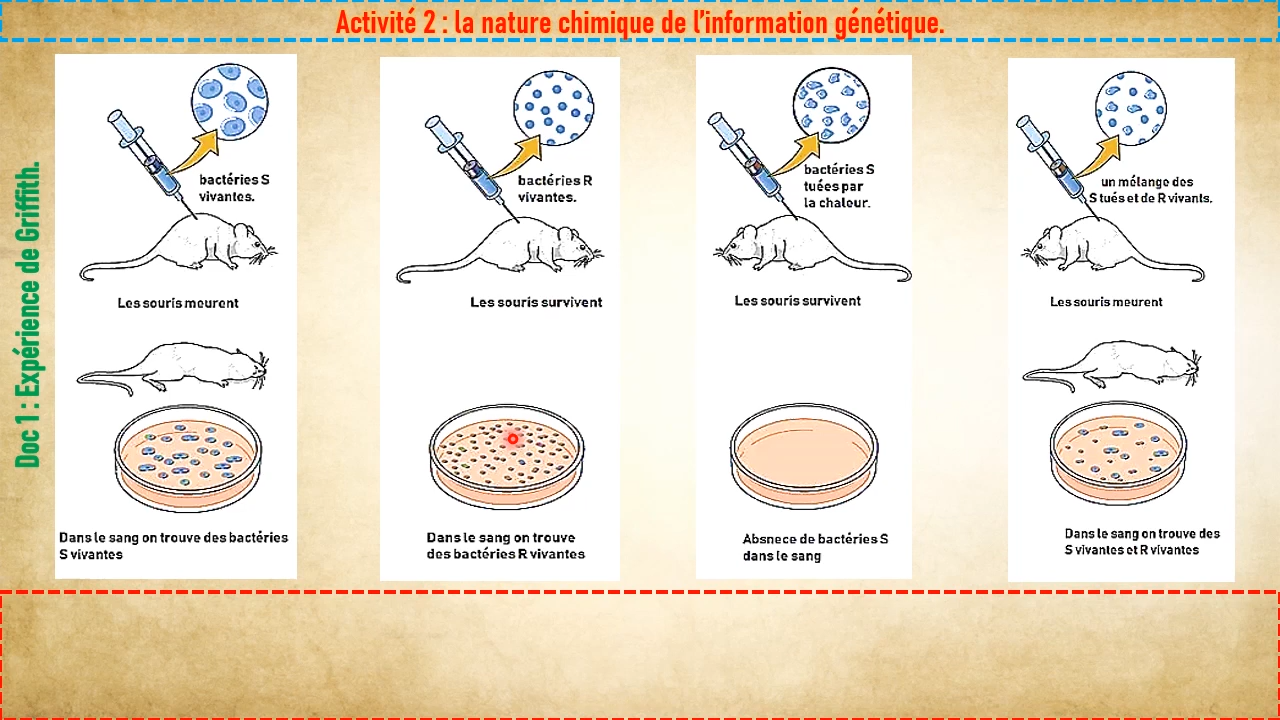 Activité 2 : la nature chimique de l'information génétique.
Doc 1 : Expérience de Griffith.
bactéries S
vivantes.
Les souris meurent
Dans le sang on trouve des bactéries
S vivantes
bactéries R
vivantes.
Les souris survivent
Dans le sang on trouve
des bactéries R vivantes
bactéries S
tuées par
la chaleur.
Les souris survivent
Absnece de bactéries S
dans le sang
un mélange des
S tués et de R vivants.
Les souris meurent
Dans le sang on trouve des
S vivantes et R vivantes